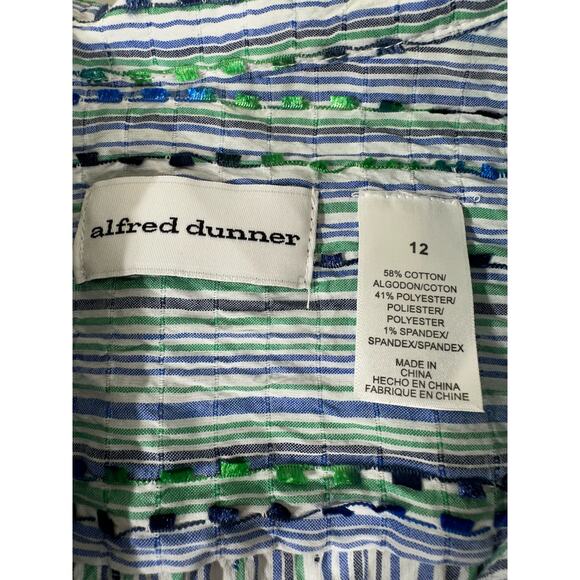 alfred dunner
12
58% COTTON/
ALGODON/COTON
41% POLYESTER/
POLIESTER/
POLYESTER
1% SPANDEX/
SPANDEX/SPANDEX
MADE IN
CHINA
HECHO EN CHINA
FABRIQUE EN CHINE